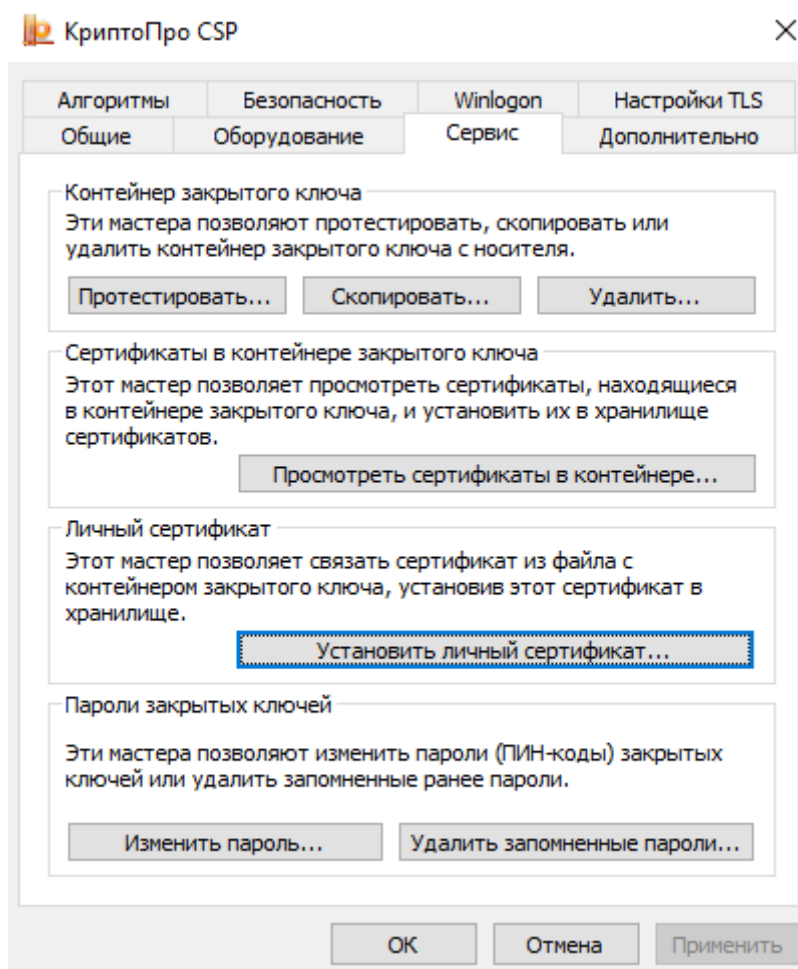 КриптоПро CSP
Алгоритмы Безопасность Winlogon Настройки TLS
Общие Оборудование Сервис Дополнительно
Контейнер закрытого ключа
Эти мастера позволяют протестировать, скопировать или
удалить контейнер закрытого ключа с носителя.
Протестировать... Скопировать... Удалить...
Сертификаты в контейнере закрытого ключа
Этот мастер позволяет просмотреть сертификаты, находящиеся
в контейнере закрытого ключа, и установить их в хранилище
сертификатов.
Просмотреть сертификаты в контейнере...
Личный сертификат
Этот мастер позволяет связать сертификат из файла с
контейнером закрытого ключа, установив этот сертификат в
хранилище.
Установить личный сертификат...
Пароли закрытых ключей
Эти мастера позволяют изменить пароли (ПИН-коды) закрытых
ключей или удалить запомненные ранее пароли.
Изменить пароль... Удалить запомненные пароли...
ОК Отмена Применить